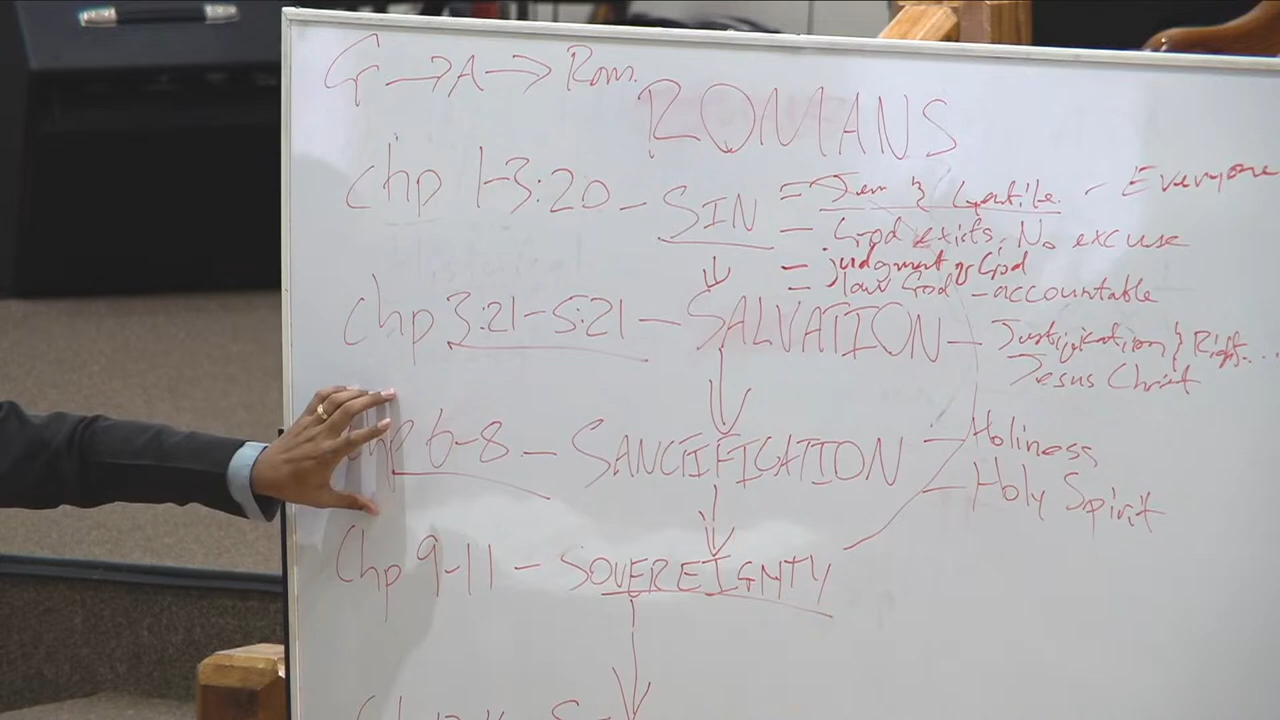 G → A → Rom.
ROMANS
chp 1-3:20 - SIN = Jew & Gentile - Everyone
- God exists, No excuse
- judgment of God
- law God - accountable
chp 3:21-5:21 - SALVATION - Justification & Right...
Jesus Christ
chp 6-8 - SANCTIFICATION - Holiness
- Holy Spirit
Chp 9-11 - SOVEREIGNTY